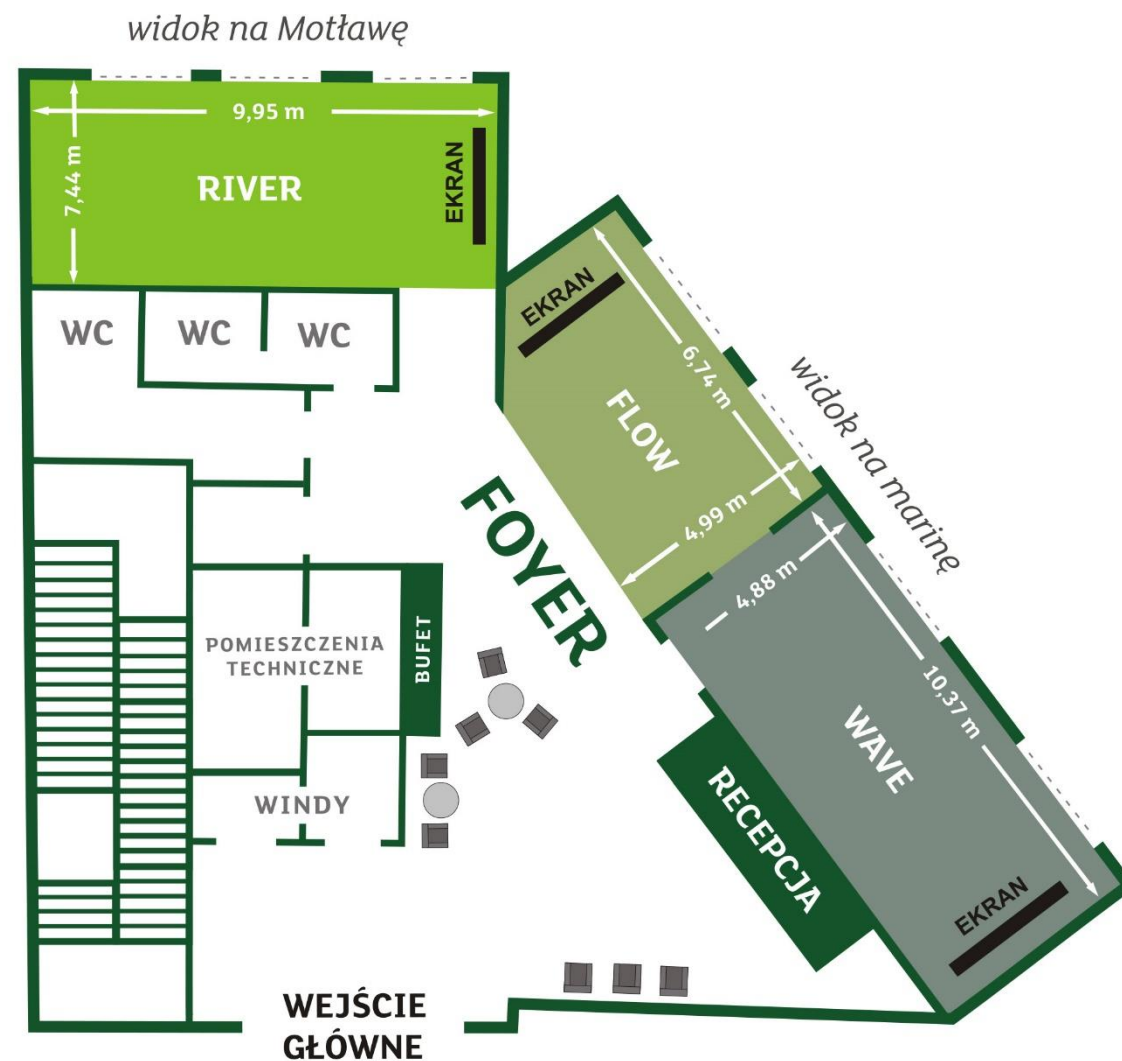 widok na Motławę
9,95 m
7,44 m
RIVER
EKRAN
WC
WC
WC
EKRAN
6,74 m
FLOW
4,99 m
widok na marinę
FOYER
4,88 m
10,37 m
WAVE
EKRAN
POMIESZCZENIA
TECHNICZNE
BUFET
WINDY
RECEPCJA
WEJŚCIE
GŁÓWNE